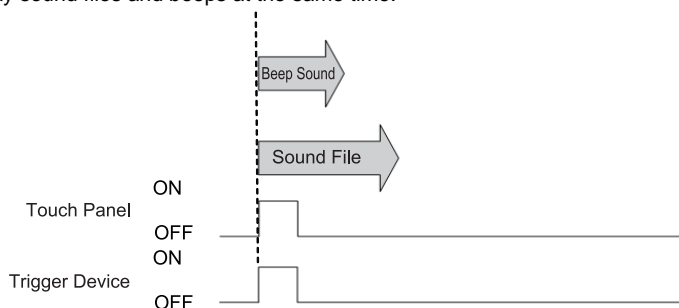 sound files and beeps at the same time.
Beep Sound
Sound File
ON
Touch Panel
OFF
ON
Trigger Device
OFF